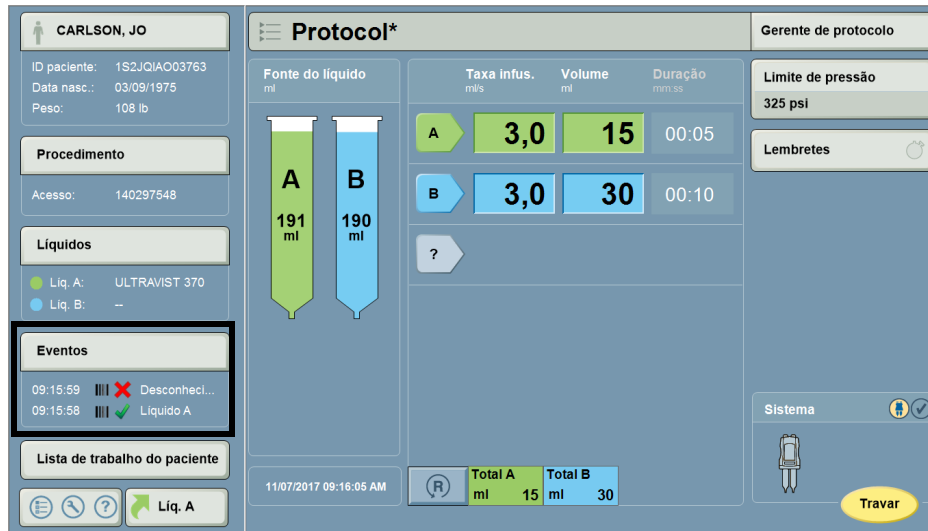 CARLSON, JO
ID paciente: 1S2JQIAO03763
Data nasc.: 03/09/1975
Peso: 108 lb
Procedimento
Acesso: 140297548
Líquidos
Líq. A: ULTRAVIST 370
Líq. B: --
Eventos
09:15:59 Desconheci...
09:15:58 Líquido A
Lista de trabalho do paciente
? Líq. A
Protocol*
Fonte do líquido
ml
A B
191 190
ml ml
11/07/2017 09:16:05 AM
Taxa infus. Volume Duração
ml/s ml mm:ss
A 3,0 15 00:05
B 3,0 30 00:10
?
R
Total A Total B
ml 15 ml 30
Gerente de protocolo
Limite de pressão
325 psi
Lembretes
Sistema
Travar